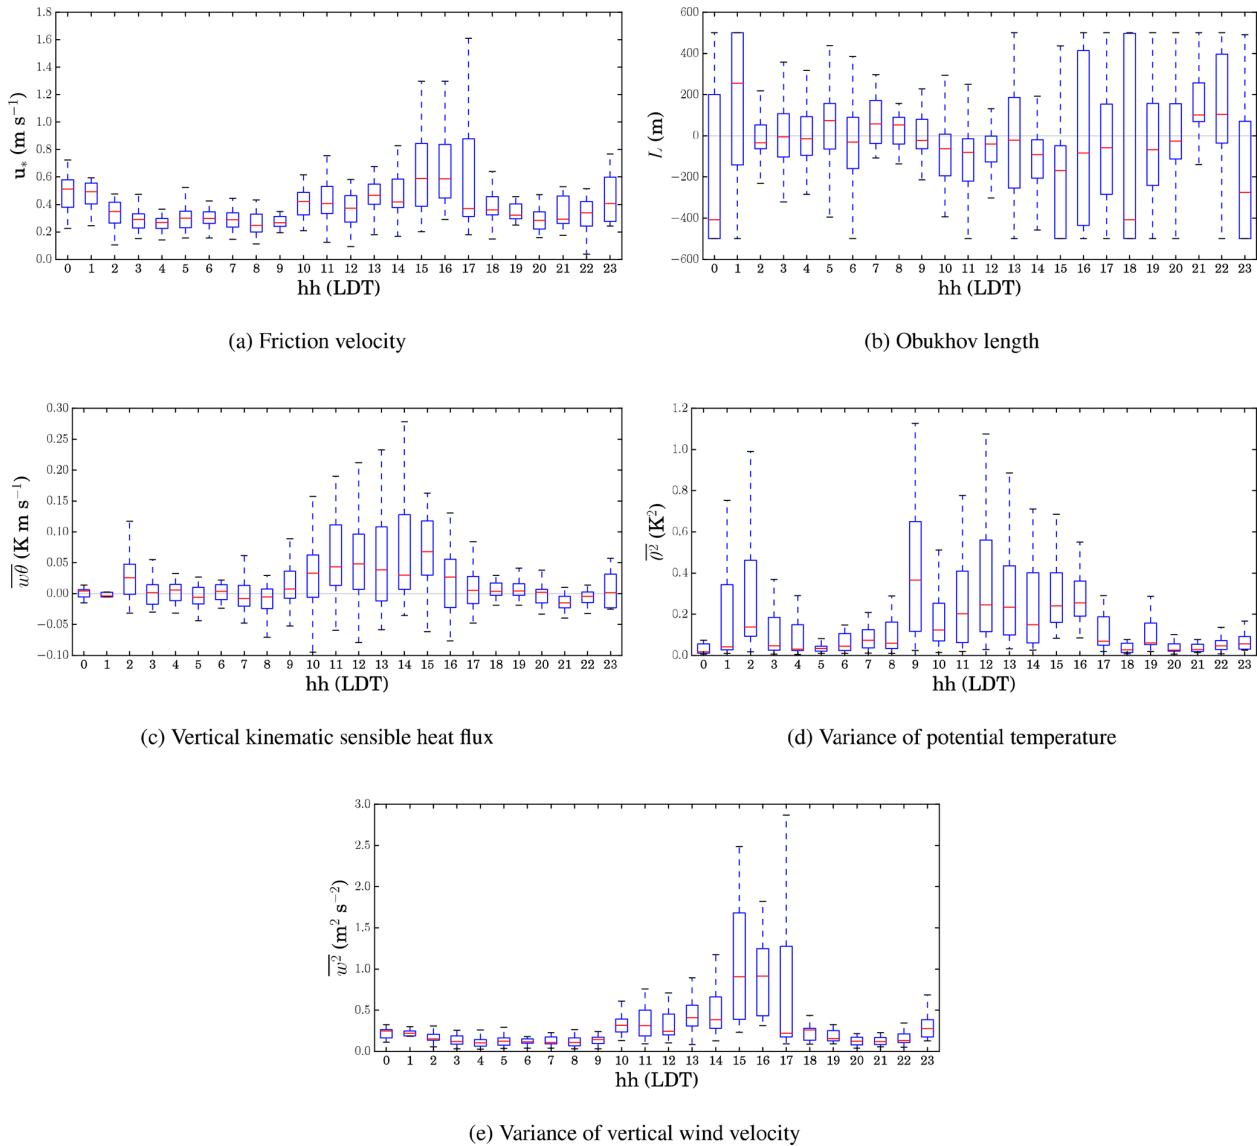 1.8
1.6
1.4
1.2
1.0
0.8
0.6
0.4
0.2
0.0
u* (m s−1)
0 1 2 3 4 5 6 7 8 9 10 11 12 13 14 15 16 17 18 19 20 21 22 23
hh (LDT)
(a) Friction velocity
600
400
200
0
−200
−400
−600
L (m)
0 1 2 3 4 5 6 7 8 9 10 11 12 13 14 15 16 17 18 19 20 21 22 23
hh (LDT)
(b) Obukhov length
0.30
0.25
0.20
0.15
0.10
0.05
0.00
−0.05
−0.10
wθ (K m s−1)
0 1 2 3 4 5 6 7 8 9 10 11 12 13 14 15 16 17 18 19 20 21 22 23
hh (LDT)
(c) Vertical kinematic sensible heat flux
1.2
1.0
0.8
0.6
0.4
0.2
0.0
θ2 (K2)
0 1 2 3 4 5 6 7 8 9 10 11 12 13 14 15 16 17 18 19 20 21 22 23
hh (LDT)
(d) Variance of potential temperature
3.0
2.5
2.0
1.5
1.0
0.5
0.0
w2 (m2 s−2)
0 1 2 3 4 5 6 7 8 9 10 11 12 13 14 15 16 17 18 19 20 21 22 23
hh (LDT)
(e) Variance of vertical wind velocity